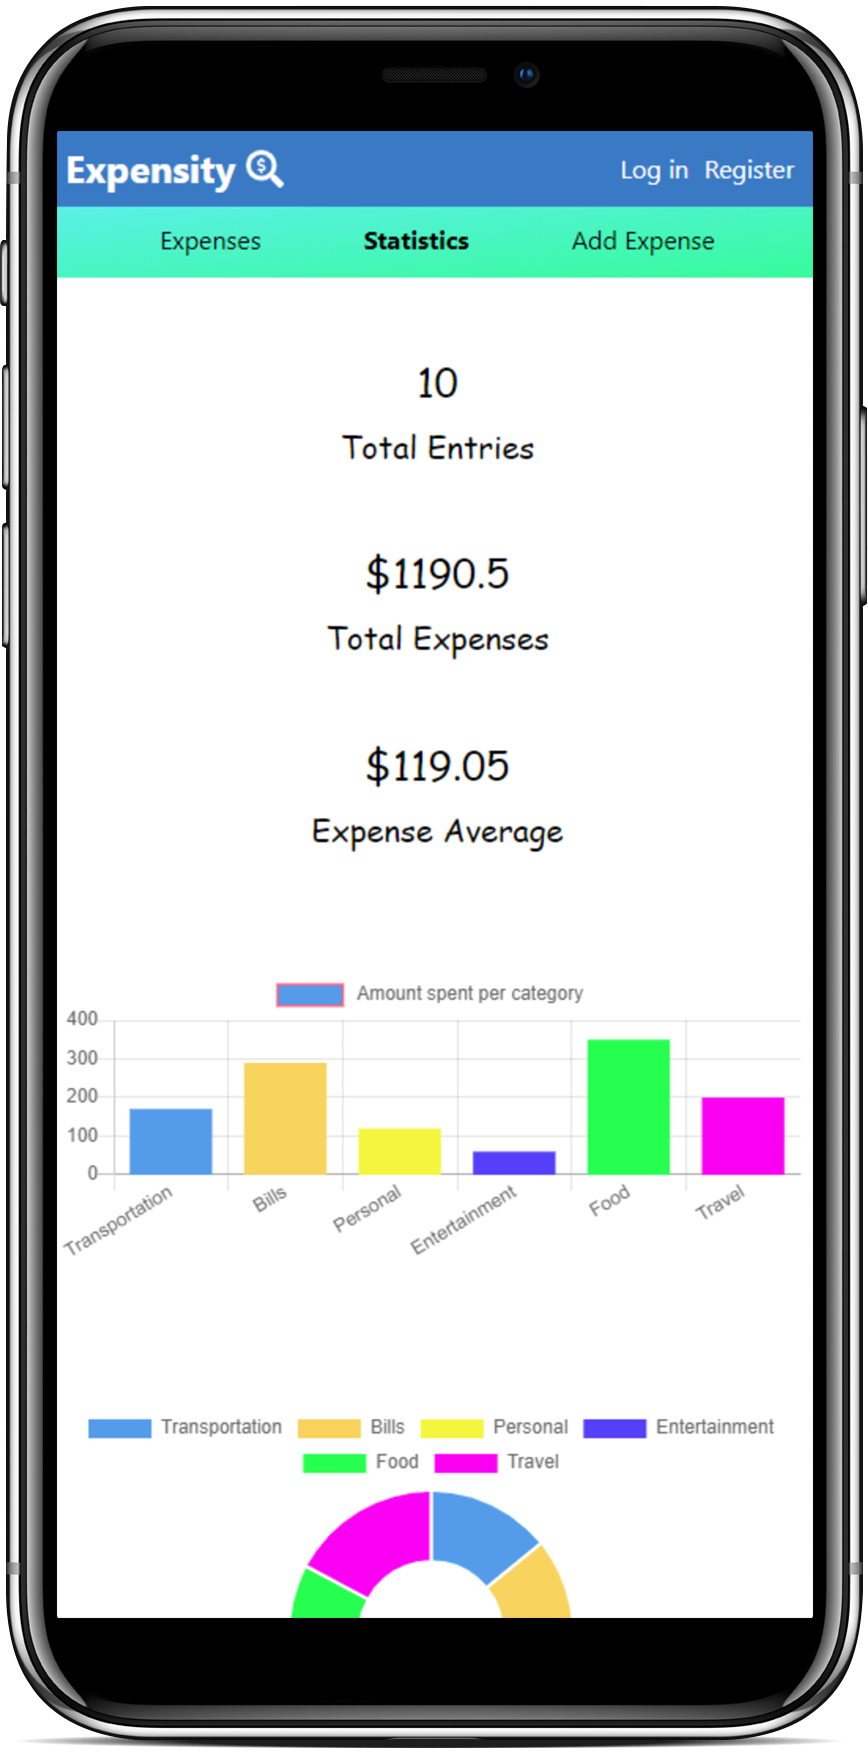 Expensity $ Log in Register
Expenses Statistics Add Expense
10
Total Entries
$1190.5
Total Expenses
$119.05
Expense Average
Amount spent per category
400
300
200
100
0
Transportation Bills Personal Entertainment Food Travel
Transportation Bills Personal Entertainment
Food Travel